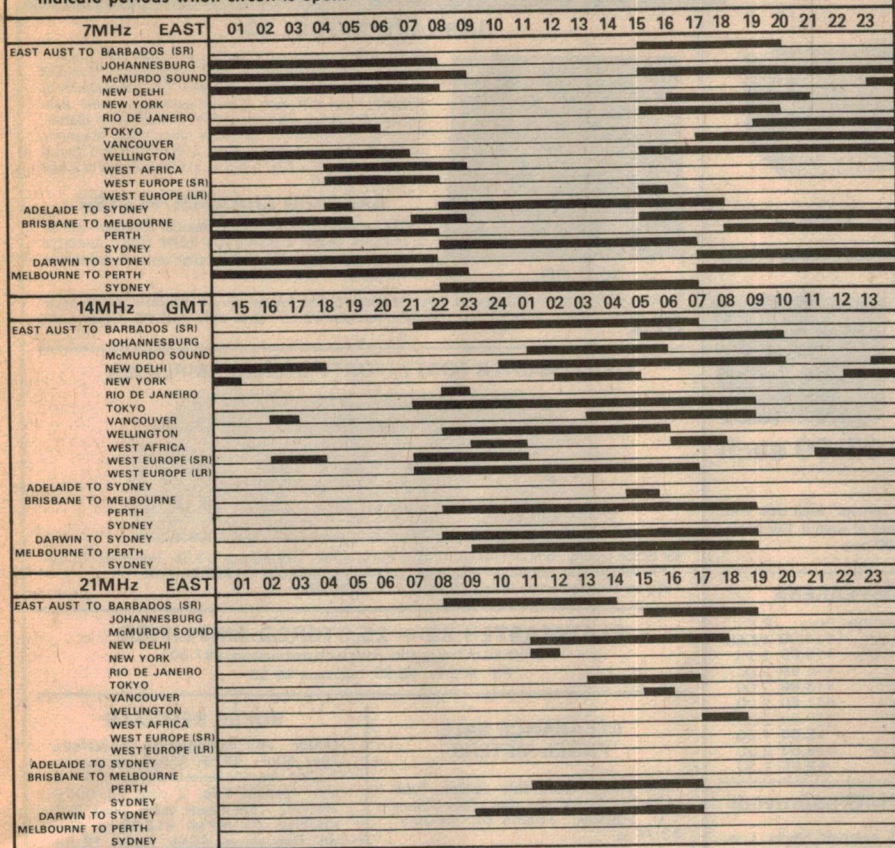 indicate periods when circuit is open.
7MHz EAST 01 02 03 04 05 06 07 08 09 10 11 12 13 14 15 16 17 18 19 20 21 22 23
EAST AUST TO BARBADOS (SR)
JOHANNESBURG
McMURDO SOUND
NEW DELHI
NEW YORK
RIO DE JANEIRO
TOKYO
VANCOUVER
WELLINGTON
WEST AFRICA
WEST EUROPE (SR)
WEST EUROPE (LR)
ADELAIDE TO SYDNEY
BRISBANE TO MELBOURNE
PERTH
SYDNEY
DARWIN TO SYDNEY
MELBOURNE TO PERTH
SYDNEY
14MHz GMT 15 16 17 18 19 20 21 22 23 24 01 02 03 04 05 06 07 08 09 10 11 12 13
EAST AUST TO BARBADOS (SR)
JOHANNESBURG
McMURDO SOUND
NEW DELHI
NEW YORK
RIO DE JANEIRO
TOKYO
VANCOUVER
WELLINGTON
WEST AFRICA
WEST EUROPE (SR)
WEST EUROPE (LR)
ADELAIDE TO SYDNEY
BRISBANE TO MELBOURNE
PERTH
SYDNEY
DARWIN TO SYDNEY
MELBOURNE TO PERTH
SYDNEY
21MHz EAST 01 02 03 04 05 06 07 08 09 10 11 12 13 14 15 16 17 18 19 20 21 22 23
EAST AUST TO BARBADOS (SR)
JOHANNESBURG
McMURDO SOUND
NEW DELHI
NEW YORK
RIO DE JANEIRO
TOKYO
VANCOUVER
WELLINGTON
WEST AFRICA
WEST EUROPE (SR)
WEST EUROPE (LR)
ADELAIDE TO SYDNEY
BRISBANE TO MELBOURNE
PERTH
SYDNEY
DARWIN TO SYDNEY
MELBOURNE TO PERTH
SYDNEY